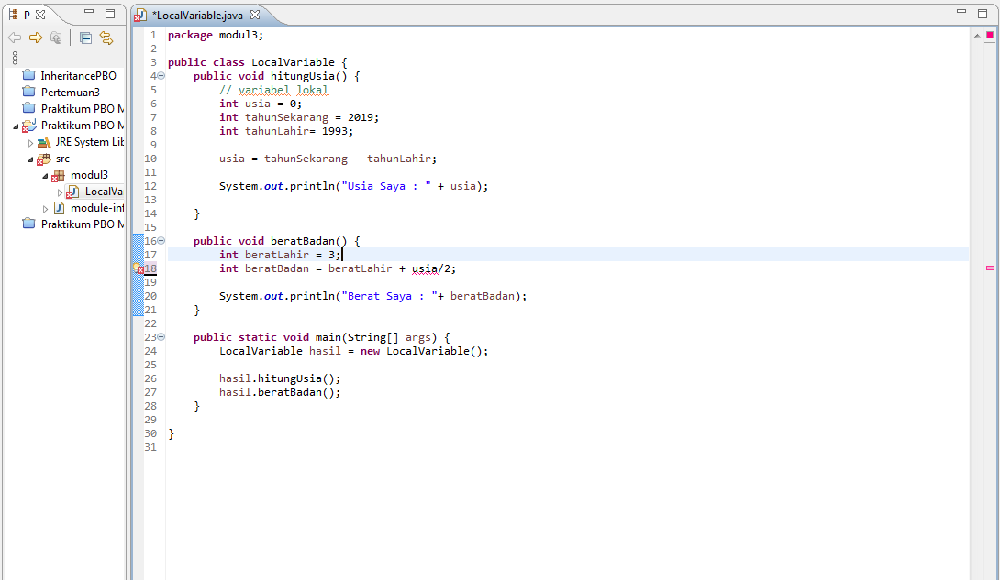 P
*LocalVariable.java
InheritancePBO
Pertemuan3
Praktikum PBO M
Praktikum PBO M
JRE System Lib
src
modul3
LocalVa
module-inf
Praktikum PBO M
1 package modul3;
2
3 public class LocalVariable {
4 public void hitungUsia() {
5 // variabel lokal
6 int usia = 0;
7 int tahunSekarang = 2019;
8 int tahunLahir= 1993;
9
10 usia = tahunSekarang - tahunLahir;
11
12 System.out.println("Usia Saya : " + usia);
13
14 }
15
16 public void beratBadan() {
17 int beratLahir = 3;
18 int beratBadan = beratLahir + usia/2;
19
20 System.out.println("Berat Saya : "+ beratBadan);
21 }
22
23 public static void main(String[] args) {
24 LocalVariable hasil = new LocalVariable();
25
26 hasil.hitungUsia();
27 hasil.beratBadan();
28 }
29
30 }
31